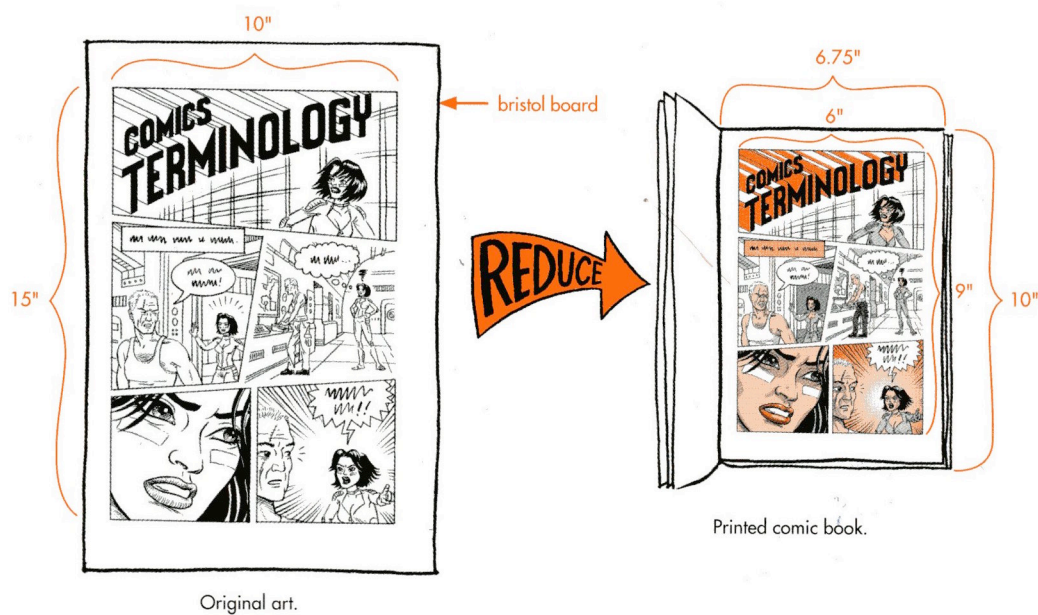 10"
bristol board
15"
COMICS
TERMINOLOGY
Original art.
REDUCE
6.75"
6"
COMICS
TERMINOLOGY
9"
10"
Printed comic book.